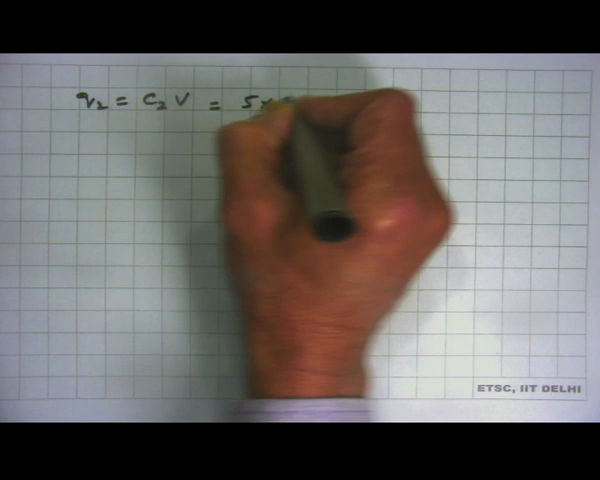 q₂ = C₂ V = 5 ×
ETSC, IIT DELHI